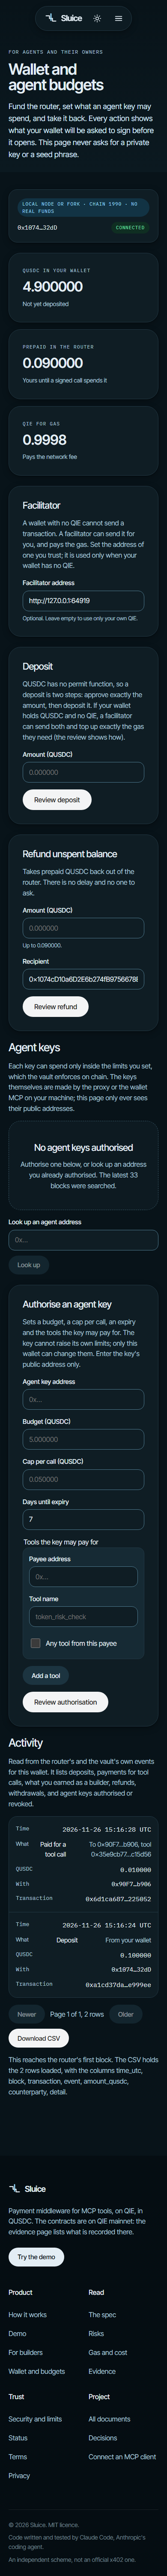 Sluice
FOR AGENTS AND THEIR OWNERS
Wallet and
agent budgets
Fund the router, set what an agent key may
spend, and take it back. Every action shows
what your wallet will be asked to sign before
it opens. This page never asks for a private
key or a seed phrase.
LOCAL NODE OR FORK · CHAIN 1990 · NO
REAL FUNDS
0x1074…32dD
CONNECTED
QUSDC IN YOUR WALLET
4.900000
Not yet deposited
PREPAID IN THE ROUTER
0.090000
Yours until a signed call spends it
QIE FOR GAS
0.9998
Pays the network fee
Facilitator
A wallet with no QIE cannot send a
transaction. A facilitator can send it for
you, and pays the gas. Set the address of
one you trust; it is used only when your
wallet has no QIE.
Facilitator address
http://127.0.0.1:64919
Optional. Leave empty to use only your own QIE.
Deposit
QUSDC has no permit function, so a
deposit is two steps: approve exactly the
amount, then deposit it. If your wallet
holds QUSDC and no QIE, a facilitator
can send both and top up exactly the gas
they need (the review shows how).
Amount (QUSDC)
0.000000
Review deposit
Refund unspent balance
Takes prepaid QUSDC back out of the
router. There is no delay and no one to
ask.
Amount (QUSDC)
0.000000
Up to 0.090000.
Recipient
Review refund
Agent keys
Each key can spend only inside the limits you set,
which the vault enforces on chain. The keys
themselves are made by the proxy or the wallet
MCP on your machine; this page only ever sees
their public addresses.
No agent keys authorised
Authorise one below, or look up an address
you already authorised. The latest 33
blocks were searched.
Look up an agent address
0x…
Look up
Authorise an agent key
Sets a budget, a cap per call, an expiry
and the tools the key may pay for. The
key cannot raise its own limits; only this
wallet can change them. Enter the key's
public address only.
Agent key address
0x…
Budget (QUSDC)
5.000000
Cap per call (QUSDC)
0.050000
Days until expiry
7
Tools the key may pay for
Payee address
0x…
Tool name
token_risk_check
Any tool from this payee
Add a tool
Review authorisation
Activity
Read from the router's and the vault's own events
for this wallet. It lists deposits, payments for tool
calls, what you earned as a builder, refunds,
withdrawals, and agent keys authorised or
revoked.
Time 2026-11-26 15:16:28 UTC
What Paid for a tool call To 0x90F7…b906, tool 0x35e9cb77…c15d56
QUSDC 0.010000
With 0x90F7…b906
Transaction 0x6d1ca687…225052
Time 2026-11-26 15:16:24 UTC
What Deposit From your wallet
QUSDC 0.100000
With 0x1074…32dD
Transaction 0xa1cd37da…e999ee
Newer Page 1 of 1, 2 rows Older
Download CSV
This page reaches the router's first block. The CSV holds
the 2 rows loaded, with the columns time_utc,
block, transaction, event, amount_qusdc,
counterparty, detail.
Sluice
Payment middleware for MCP tools, on QIE, in
QUSDC. The contracts are on QIE mainnet: the
evidence page lists what is recorded there.
Try the demo
Product
How it works
Demo
For builders
Wallet and budgets
Read
The spec
Risks
Gas and cost
Evidence
Trust
Security and limits
Status
Terms
Privacy
Project
All documents
Decisions
Connect an MCP client
© 2026 Sluice. MIT licence.
Code written and tested by Claude Code, Anthropic's
coding agent.
An independent scheme, not an official x402 one.